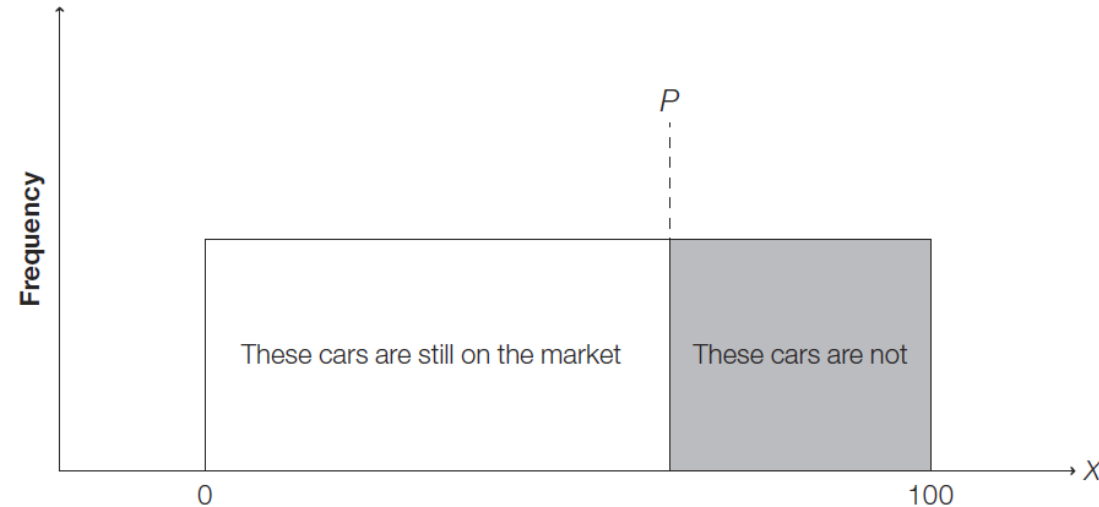 P
Frequency
These cars are still on the market
These cars are not
X
0
100